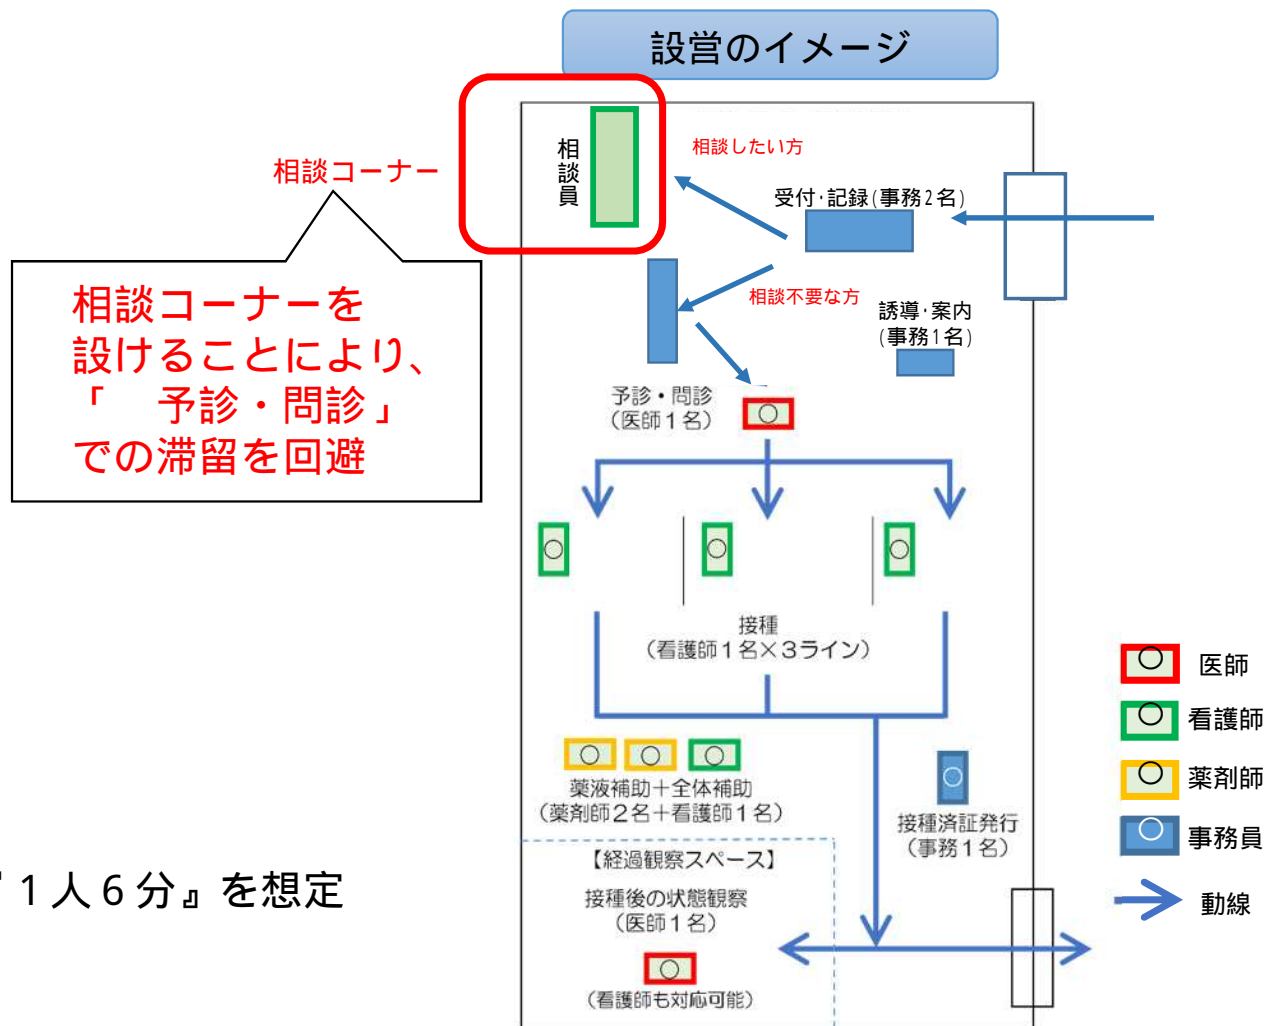 設営のイメージ
相談員
相談したい方
相談コーナー
受付・記録(事務2名)
相談コーナーを
設けることにより、
「　予診・問診」
での滞留を回避
相談不要な方
誘導・案内
(事務1名)
予診・問診
（医師１名）
接種
（看護師１名×３ライン）
医師
看護師
薬剤師
事務員
動線
薬液補助＋全体補助
（薬剤師２名＋看護師１名）
接種済証発行
（事務１名）
【経過観察スペース】
接種後の状態観察
（医師１名）
（看護師も対応可能）
『１人６分』を想定